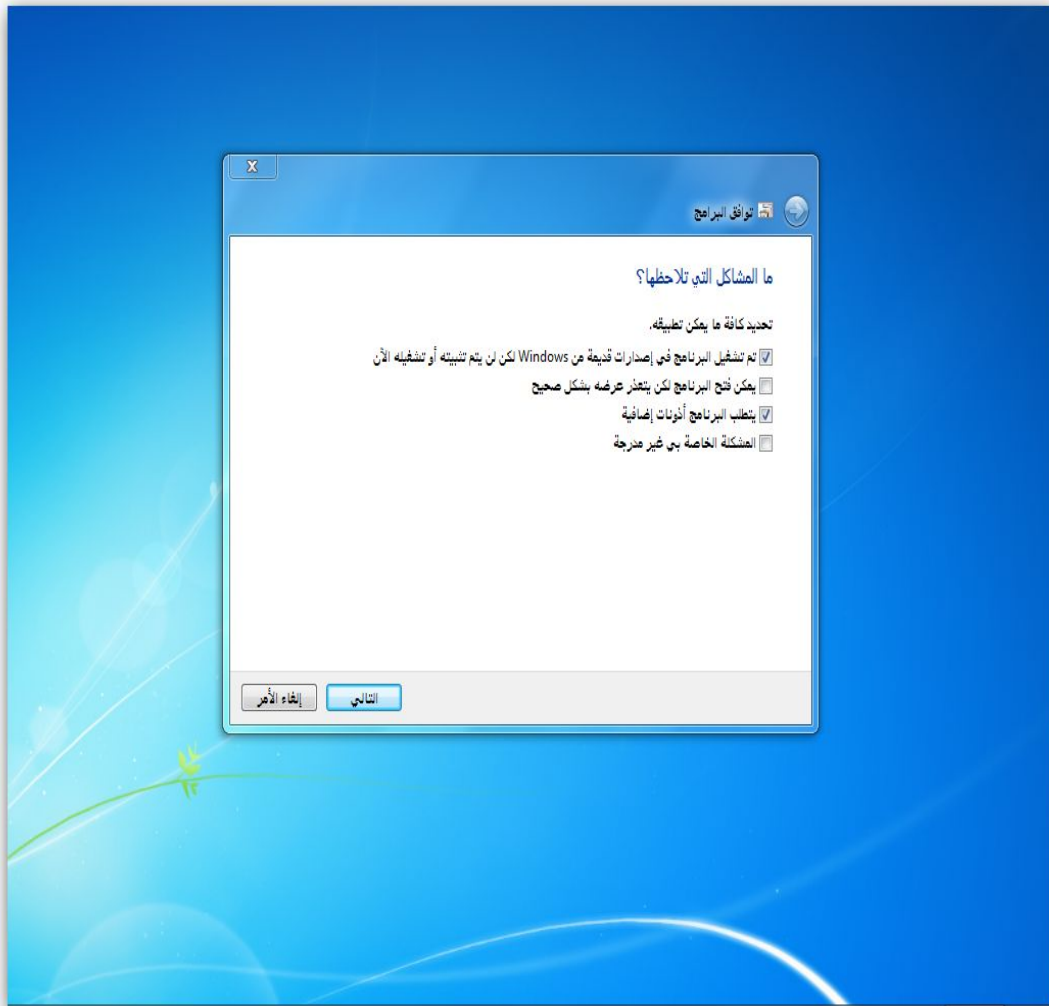 توافق البرامج
ما المشاكل التي تلاحظها؟
تحديد كافة ما يمكن تطبيقه.
تم تشغيل البرنامج في إصدارات قديمة من Windows لكن لن يتم تثبيته أو تشغيله الآن
يمكن فتح البرنامج لكن يتعذر عرضه بشكل صحيح
يتطلب البرنامج أذونات إضافية
المشكلة الخاصة بي غير مدرجة
التالي
إلغاء الأمر